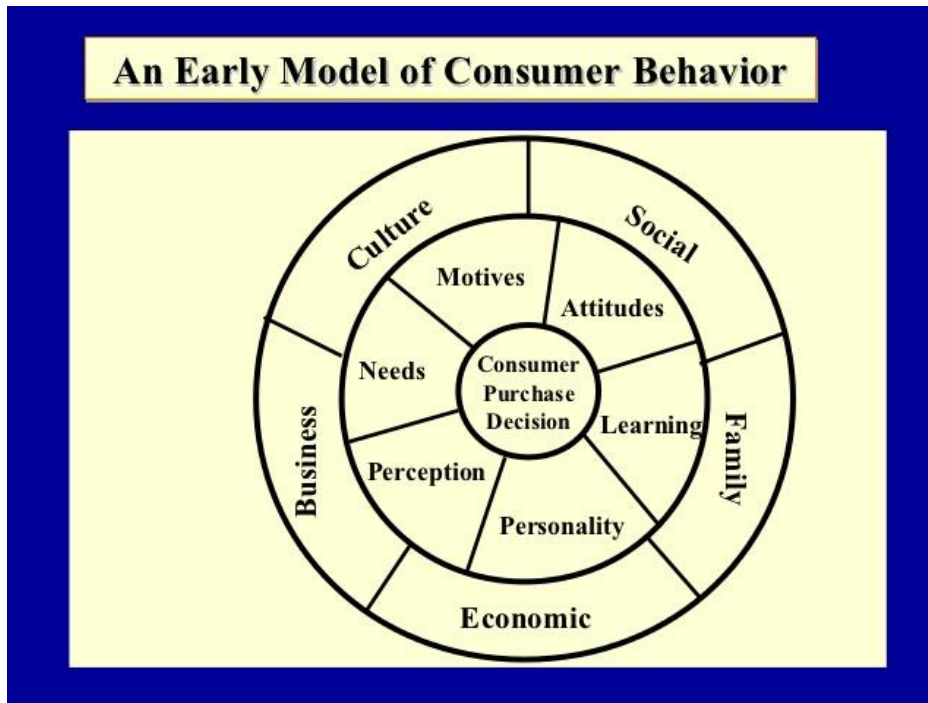 An Early Model of Consumer Behavior
Culture
Social
Motives
Attitudes
Needs
Consumer
Purchase
Decision
Learning
Business
Family
Perception
Personality
Economic